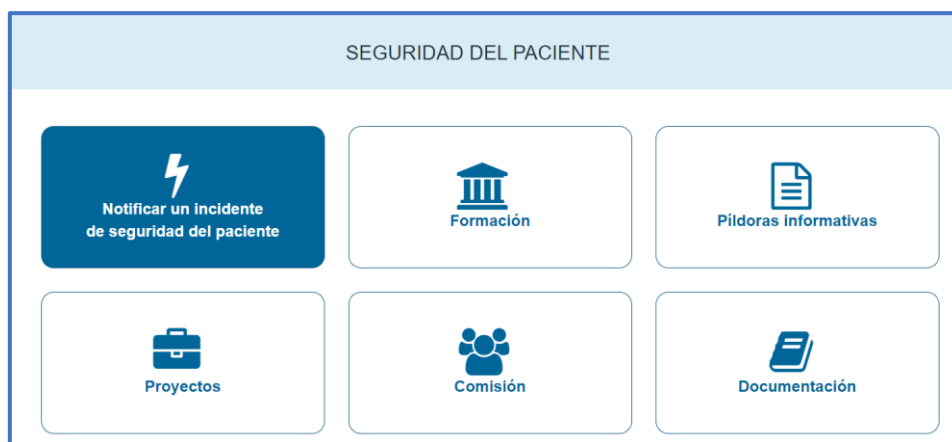 SEGURIDAD DEL PACIENTE
Notificar un incidente
de seguridad del paciente
Formación
Píldoras informativas
Proyectos
Comisión
Documentación